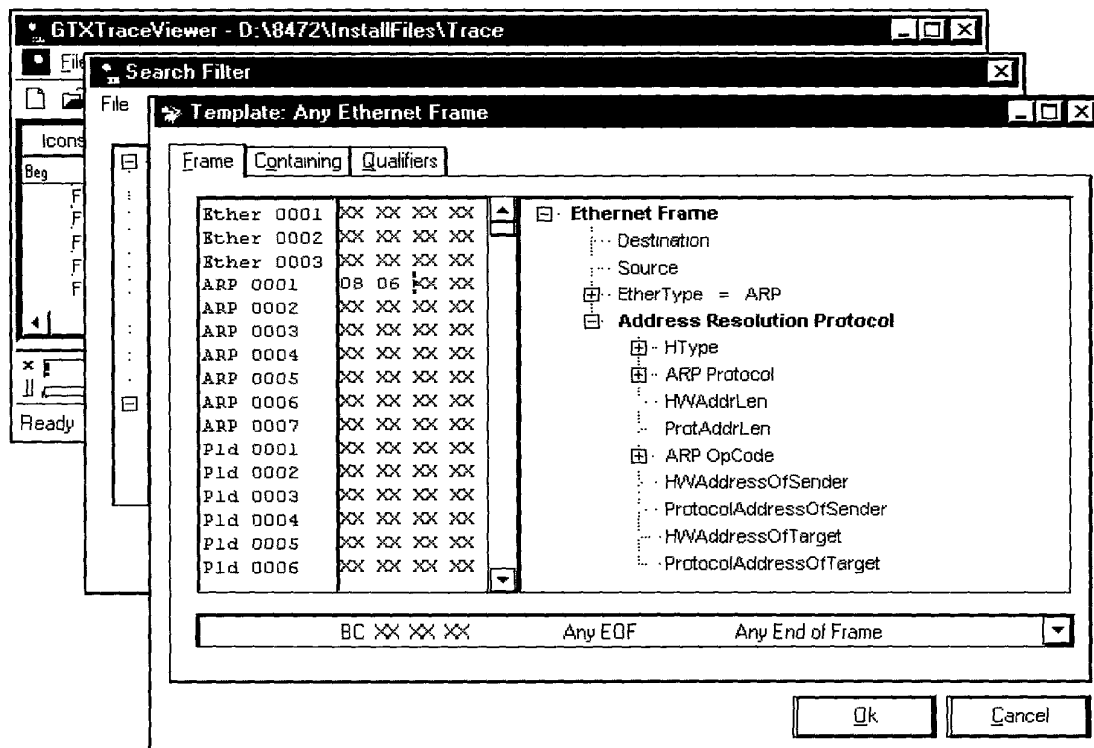 GTXTraceViewer - D:\8472\InstallFiles\Trace
File
Search Filter
File
Template: Any Ethernet Frame
Icons
Beg
F
F
F
F
F
Ready
Frame Containing Qualifiers
Ether 0001 XX XX XX XX
Ether 0002 XX XX XX XX
Ether 0003 XX XX XX XX
ARP 0001 08 06 XX XX
ARP 0002 XX XX XX XX
ARP 0003 XX XX XX XX
ARP 0004 XX XX XX XX
ARP 0005 XX XX XX XX
ARP 0006 XX XX XX XX
ARP 0007 XX XX XX XX
Pld 0001 XX XX XX XX
Pld 0002 XX XX XX XX
Pld 0003 XX XX XX XX
Pld 0004 XX XX XX XX
Pld 0005 XX XX XX XX
Pld 0006 XX XX XX XX
Ethernet Frame
Destination
Source
EtherType = ARP
Address Resolution Protocol
HType
ARP Protocol
HWAddrLen
ProtAddrLen
ARP OpCode
HWAddressOfSender
ProtocolAddressOfSender
HWAddressOfTarget
ProtocolAddressOfTarget
BC XX XX XX Any EOF Any End of Frame
Ok Cancel